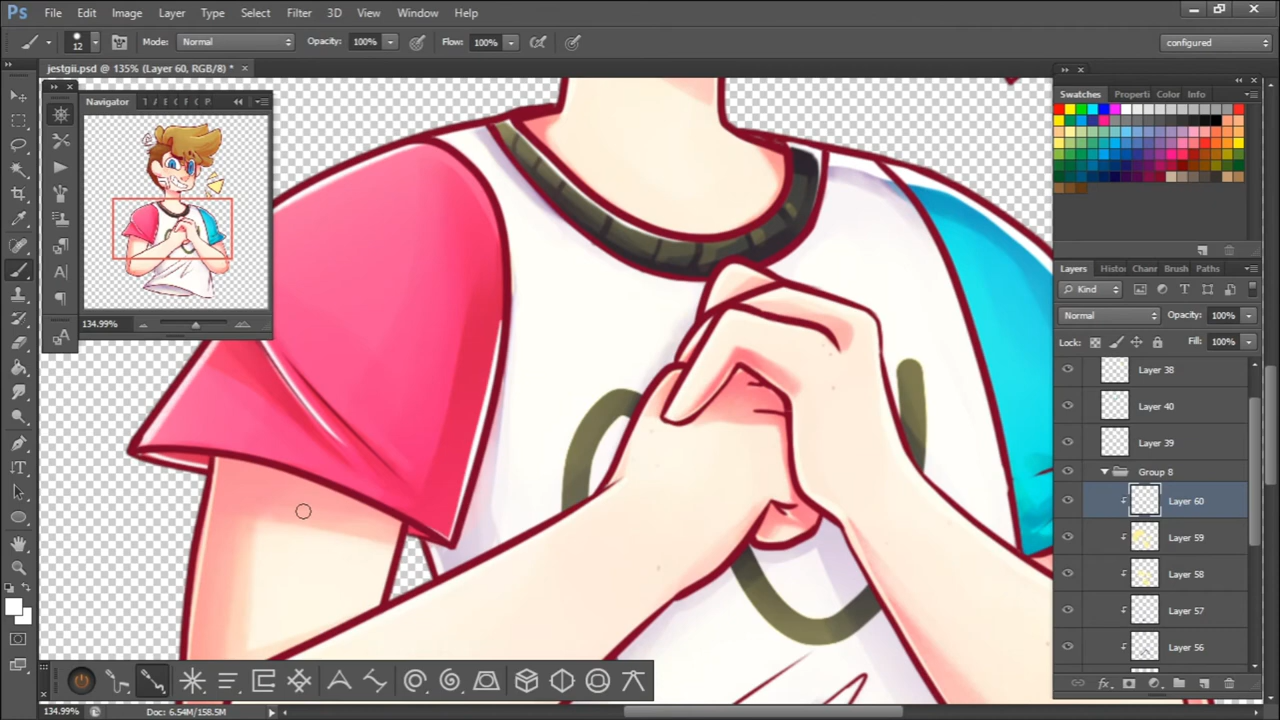 Ps File Edit Image Layer Type Select Filter 3D View Window Help
12 Mode: Normal Opacity: 100% Flow: 100% configured
jestgii.psd @ 135% (Layer 60, RGB/8) * ×
Navigator
134.99%
Swatches Properti Color Info
Layers Histo Chanr Brush Paths
Kind
Normal Opacity: 100%
Lock: Fill: 100%
Layer 38
Layer 40
Layer 39
Group 8
Layer 60
Layer 59
Layer 58
Layer 57
Layer 56
134.99% Doc: 6.54M/158.5M